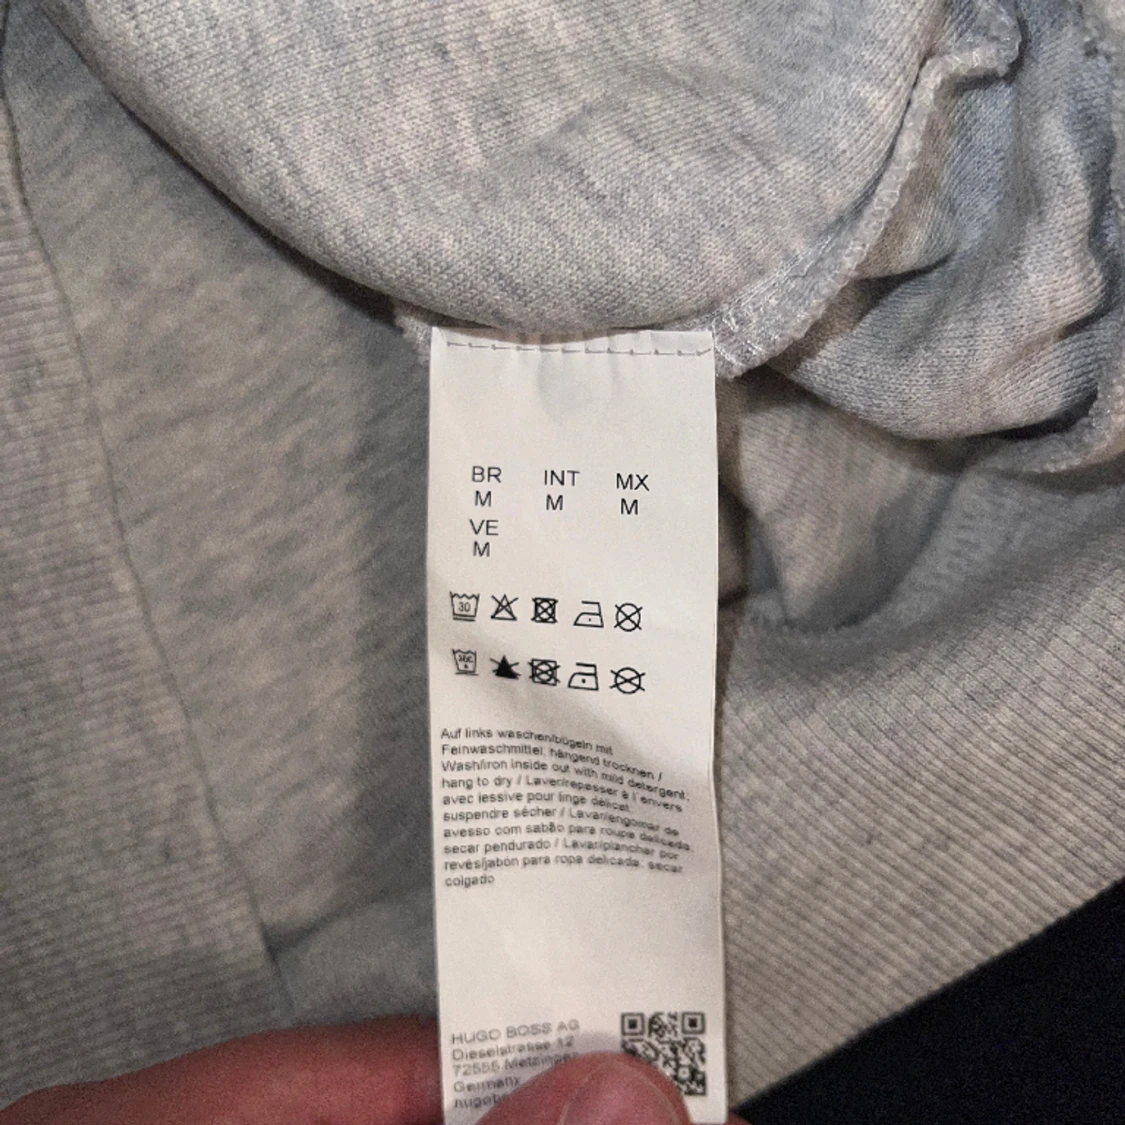 BR INT MX
M M M
VE
M
30
30C
Auf links waschen/bügeln mit
Feinwaschmittel, hängend trocknen /
Wash/iron inside out with mild detergent,
hang to dry / Laver/repasser à l'envers
avec lessive pour linge délicat,
suspendre sécher / Lavar/engomar do
avesso com sabão para roupa delicada
secar pendurado / Lavar/planchar por
revés/jabón para ropa delicada, secar
colgado
HUGO BOSS AG
Dieselstrasse 12
72555 Metzingen
Germany